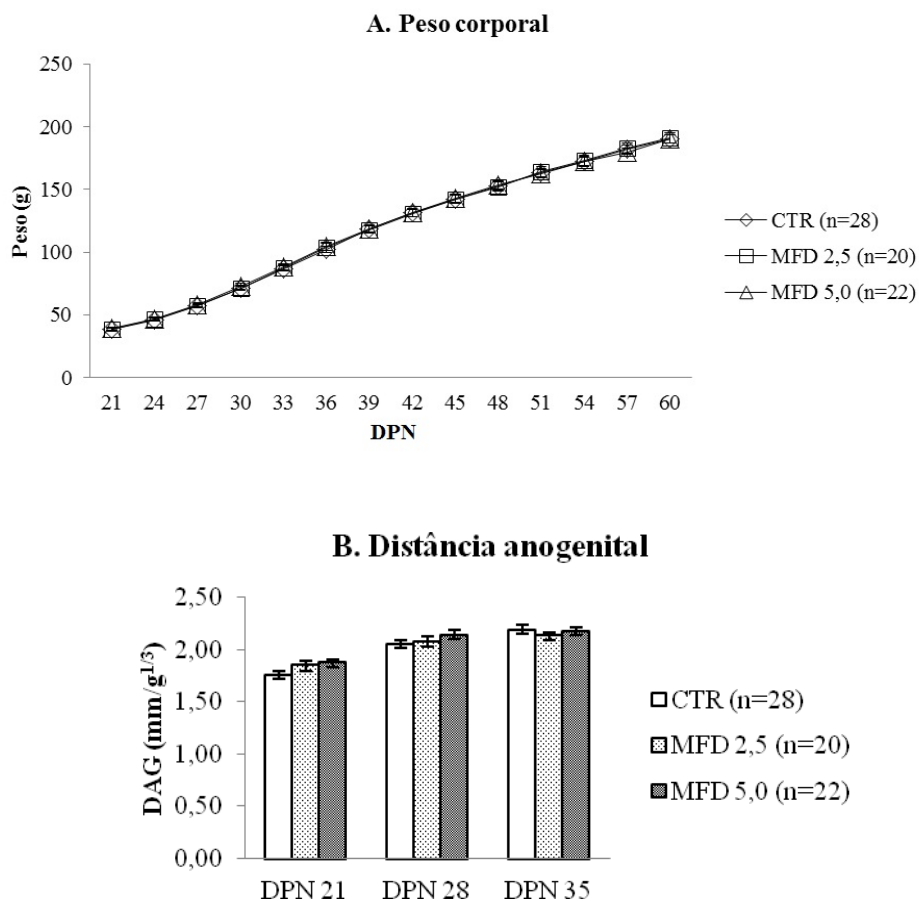 A. Peso corporal
250
200
150
100
50
0
Peso (g)
21 24 27 30 33 36 39 42 45 48 51 54 57 60
DPN
CTR (n=28)
MFD 2,5 (n=20)
MFD 5,0 (n=22)
B. Distância anogenital
2,50
2,00
1,50
1,00
0,50
0,00
DAG (mm/g^1/3)
DPN 21 DPN 28 DPN 35
CTR (n=28)
MFD 2,5 (n=20)
MFD 5,0 (n=22)